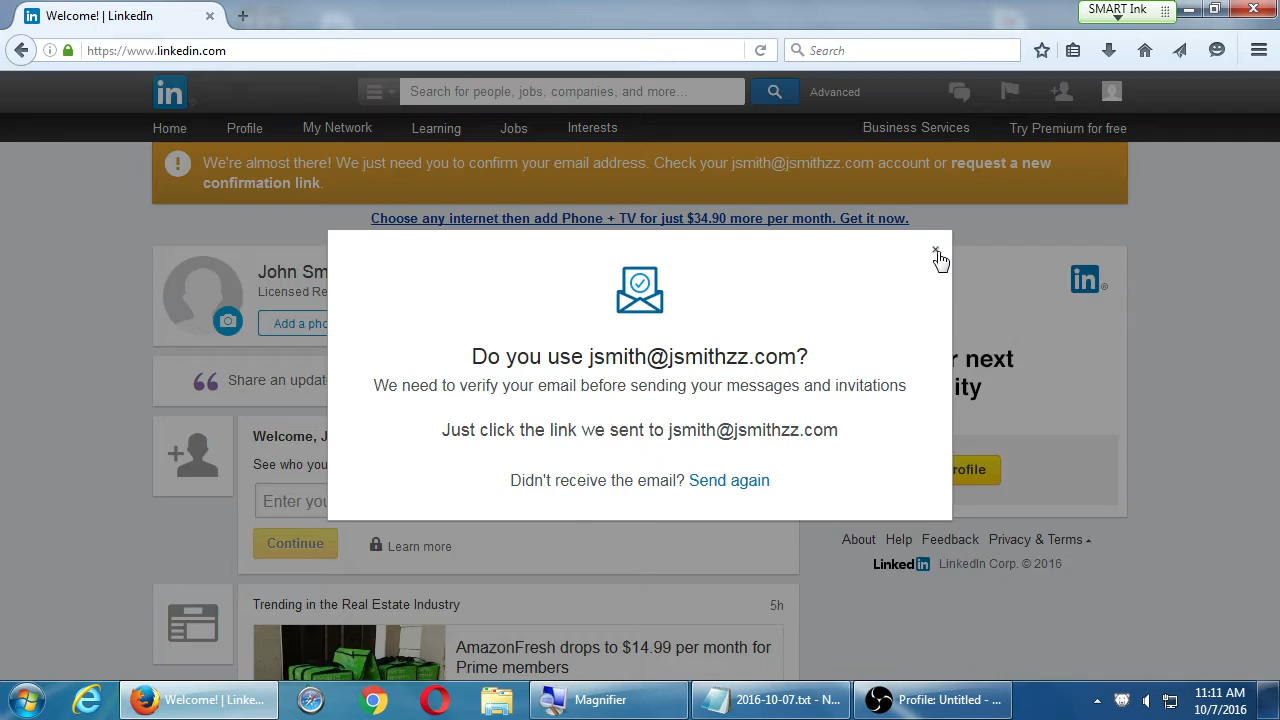 Welcome! | LinkedIn
SMART Ink
https://www.linkedin.com
Search
in
Search for people, jobs, companies, and more...
Advanced
Home
Profile
My Network
Learning
Jobs
Interests
Business Services
Try Premium for free
We're almost there! We just need you to confirm your email address. Check your jsmith@jsmithzz.com account or request a new
confirmation link.
Choose any internet then add Phone + TV for just $34.90 more per month. Get it now.
John Sm
Licensed Re
Add a pho
Share an update
Do you use jsmith@jsmithzz.com?
We need to verify your email before sending your messages and invitations
Just click the link we sent to jsmith@jsmithzz.com
Didn't receive the email? Send again
in
r next
ity
rofile
Welcome, J
See who you
Enter you
Continue
Learn more
About Help Feedback Privacy & Terms
LinkedIn LinkedIn Corp. © 2016
Trending in the Real Estate Industry
5h
AmazonFresh drops to $14.99 per month for
Prime members
Welcome! | Linke...
Magnifier
2016-10-07.txt - N...
Profile: Untitled - ...
11:11 AM
10/7/2016